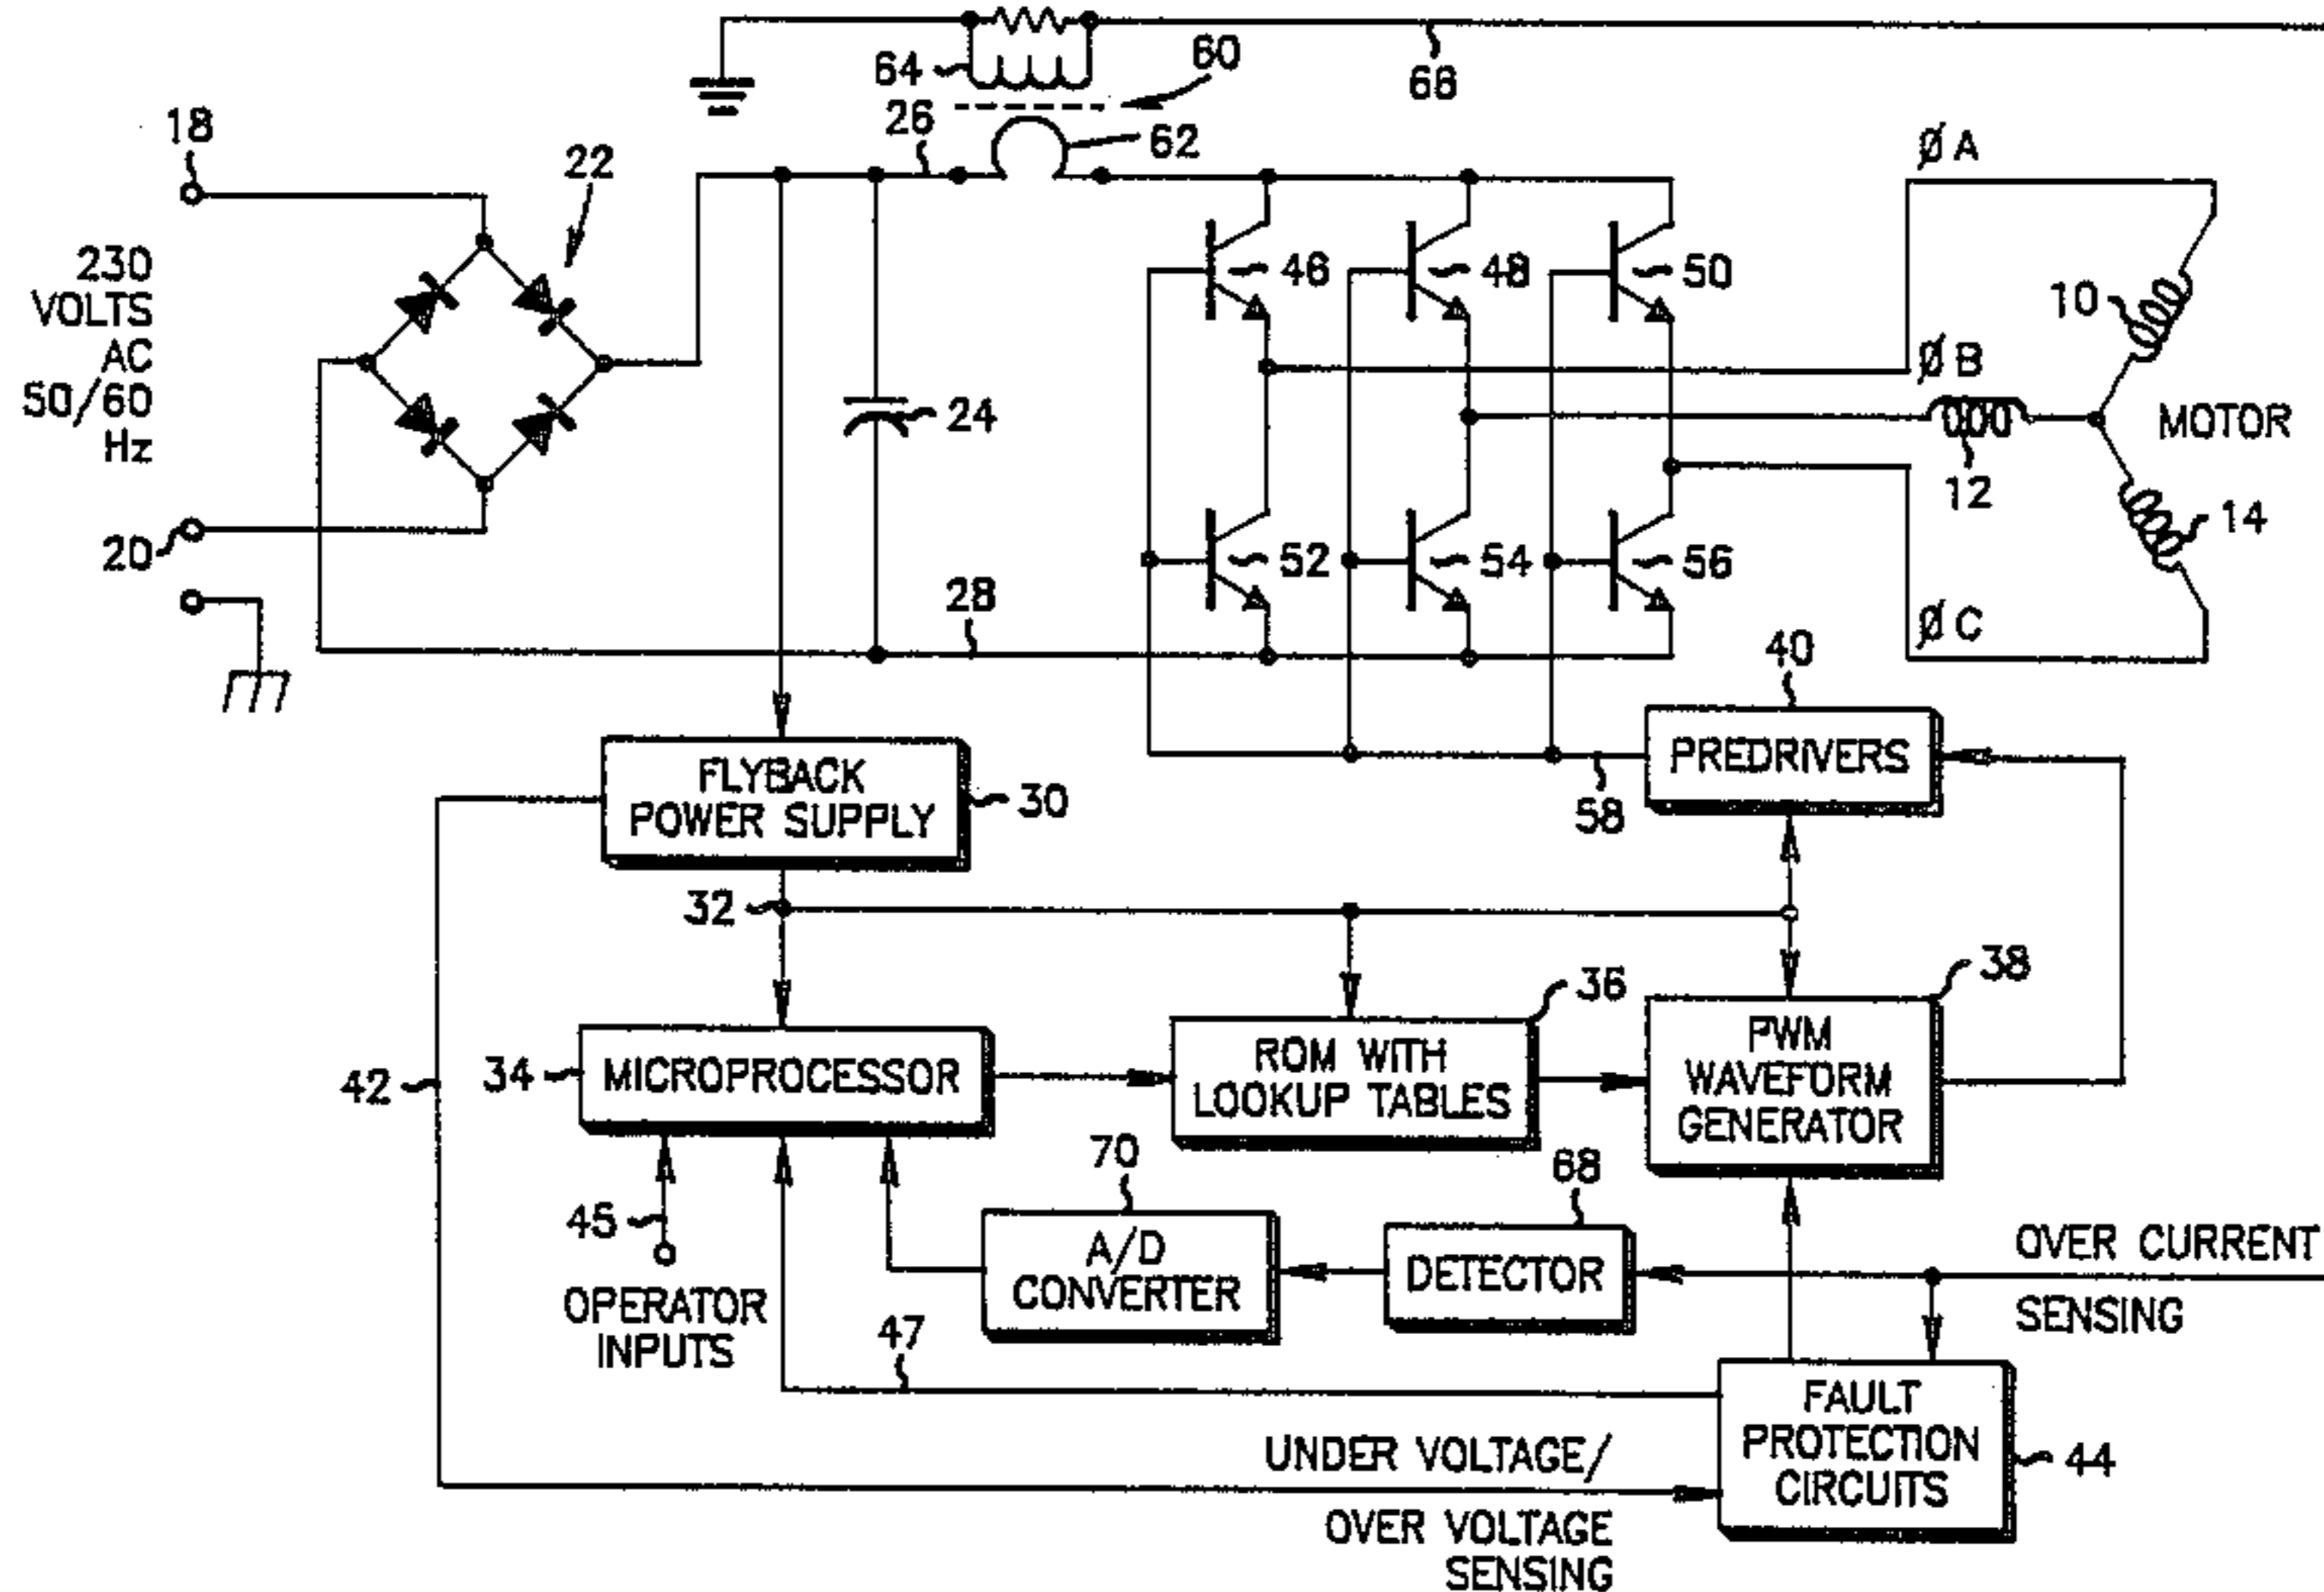 64
60
66
18
26
62
ØA
22
230
VOLTS
AC
50/60
Hz
46
48
50
10
ØB
24
MOTOR
12
20
52
54
56
14
28
ØC
40
FLYBACK
POWER SUPPLY
30
PREDRIVERS
58
32
36
38
42
34
MICROPROCESSOR
ROM WITH
LOOKUP TABLES
PWM
WAVEFORM
GENERATOR
70
68
45
A/D
CONVERTER
DETECTOR
OVER CURRENT
SENSING
OPERATOR
INPUTS
47
FAULT
PROTECTION
CIRCUITS
44
UNDER VOLTAGE/
OVER VOLTAGE
SENSING